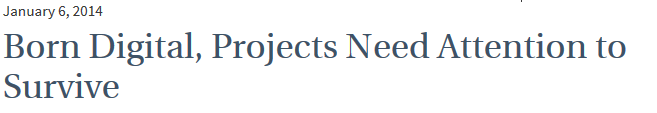 January 6, 2014
Born Digital, Projects Need Attention to
Survive